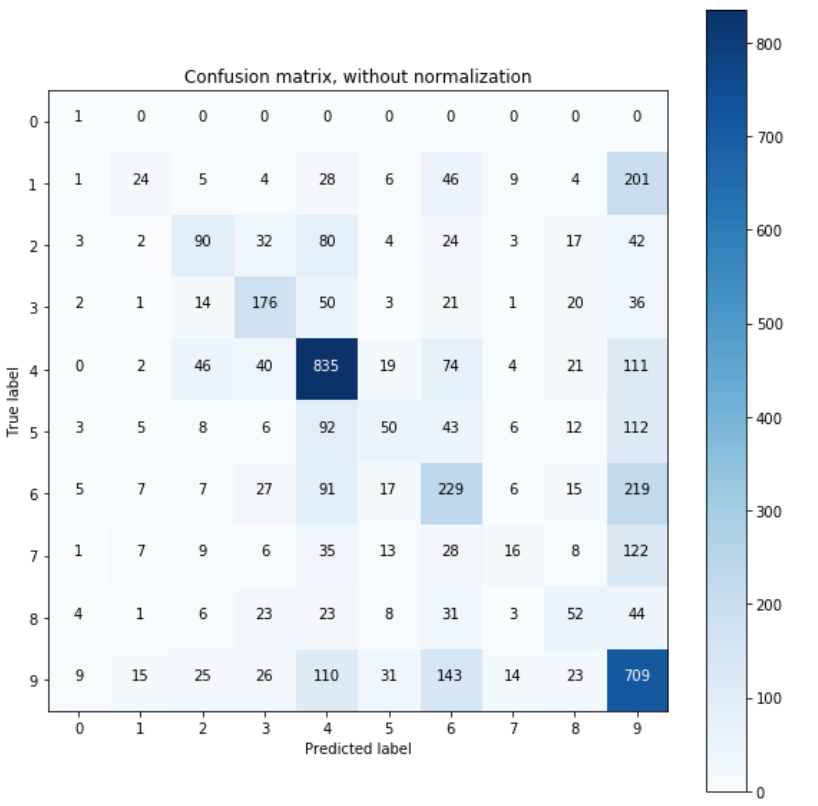 Confusion matrix, without normalization
0 1 0 0 0 0 0 0 0 0 0
1 1 24 5 4 28 6 46 9 4 201
2 3 2 90 32 80 4 24 3 17 42
3 2 1 14 176 50 3 21 1 20 36
4 0 2 46 40 835 19 74 4 21 111
5 3 5 8 6 92 50 43 6 12 112
6 5 7 7 27 91 17 229 6 15 219
7 1 7 9 6 35 13 28 16 8 122
8 4 1 6 23 23 8 31 3 52 44
9 9 15 25 26 110 31 143 14 23 709
0 1 2 3 4 5 6 7 8 9
True label
Predicted label
800
700
600
500
400
300
200
100
0